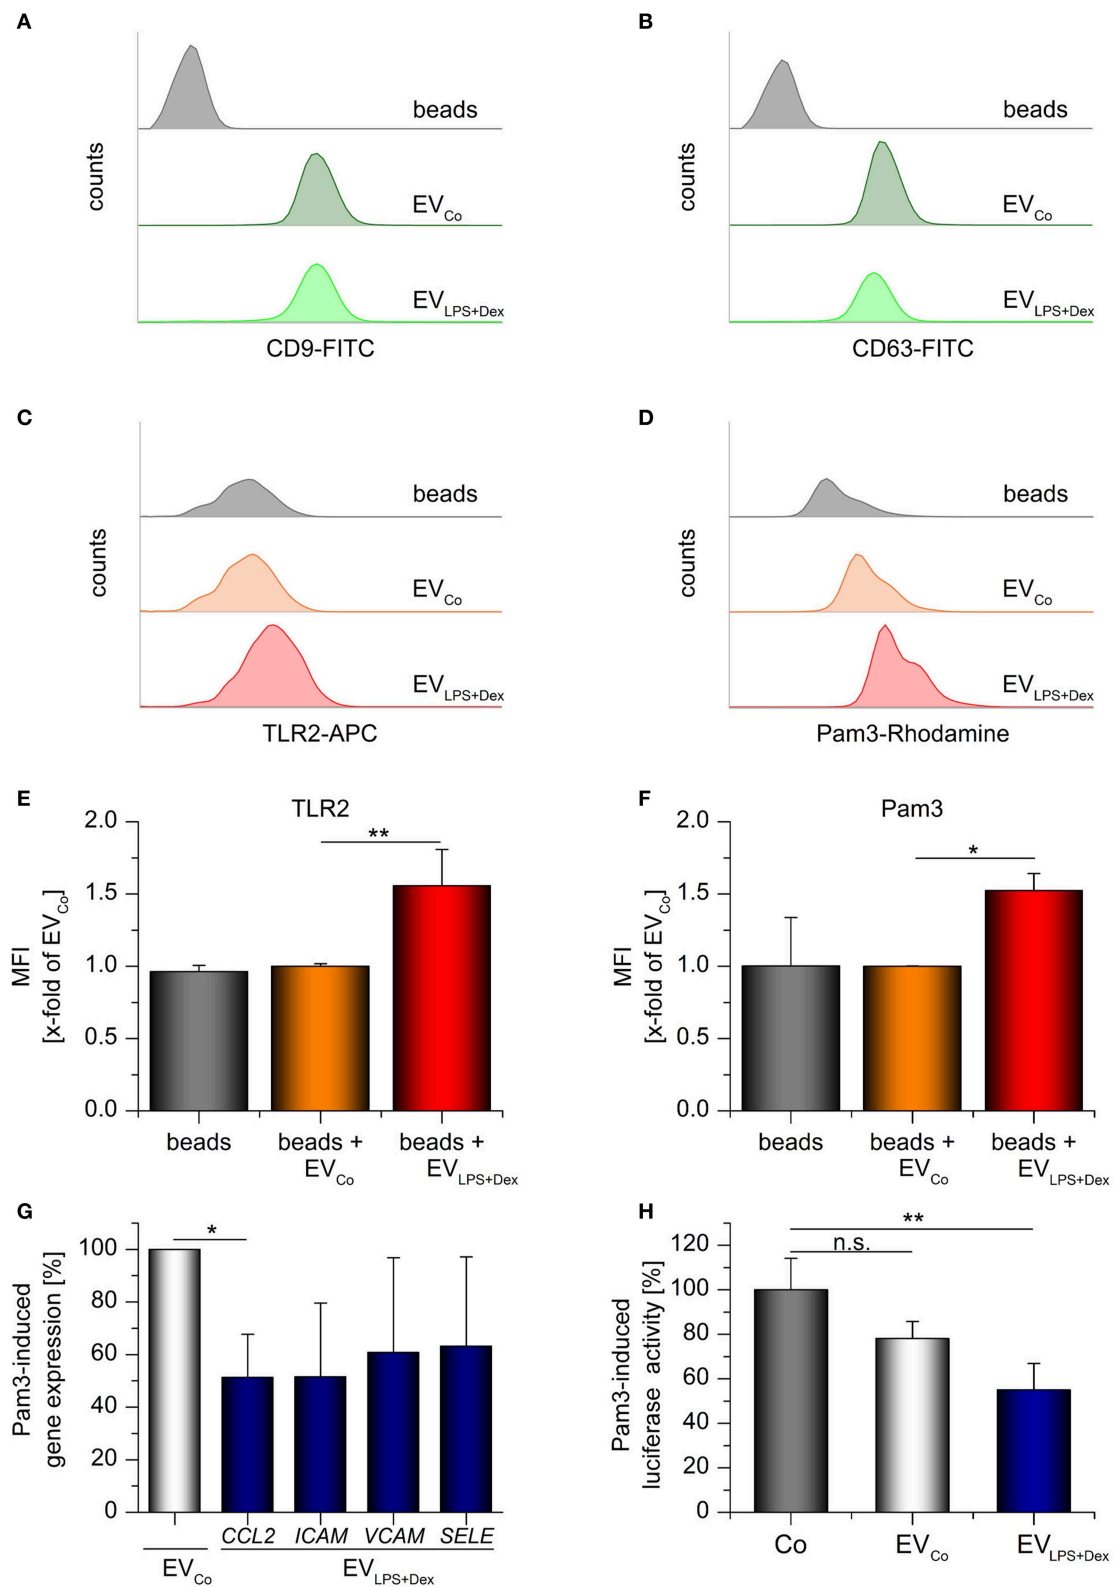 A
beads
EVCo
EVLPS+Dex
counts
CD9-FITC
B
beads
EVCo
EVLPS+Dex
counts
CD63-FITC
C
beads
EVCo
EVLPS+Dex
counts
TLR2-APC
D
beads
EVCo
EVLPS+Dex
counts
Pam3-Rhodamine
E
TLR2
MFI
[x-fold of EVCo]
2.0
1.5
1.0
0.5
0.0
**
beads
beads +
EVCo
beads +
EVLPS+Dex
F
Pam3
MFI
[x-fold of EVCo]
2.0
1.5
1.0
0.5
0.0
*
beads
beads +
EVCo
beads +
EVLPS+Dex
G
Pam3-induced
gene expression [%]
100
80
60
40
20
0
*
CCL2 ICAM VCAM SELE
EVCo EVLPS+Dex
H
Pam3-induced
luciferase activity [%]
120
100
80
60
40
20
0
**
n.s.
Co EVCo EVLPS+Dex